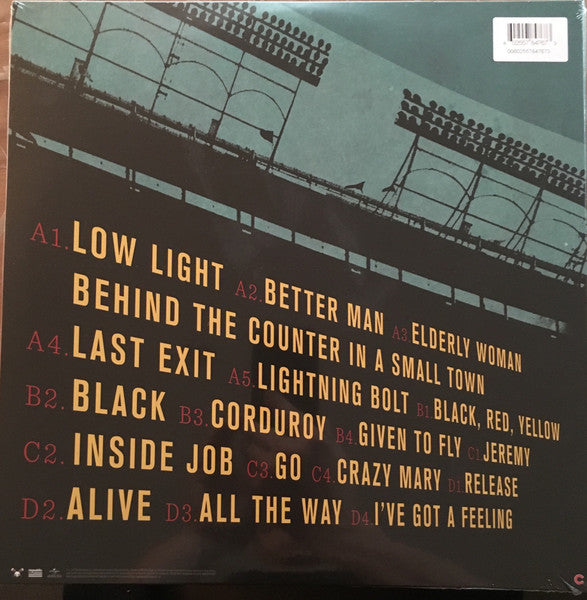 A1. LOW LIGHT A2. BETTER MAN A3. ELDERLY WOMAN
BEHIND THE COUNTER IN A SMALL TOWN
A4. LAST EXIT A5. LIGHTNING BOLT B1. BLACK, RED, YELLOW
B2. BLACK B3. CORDUROY B4. GIVEN TO FLY C1. JEREMY
C2. INSIDE JOB C3. GO C4. CRAZY MARY D1. RELEASE
D2. ALIVE D3. ALL THE WAY D4. I'VE GOT A FEELING